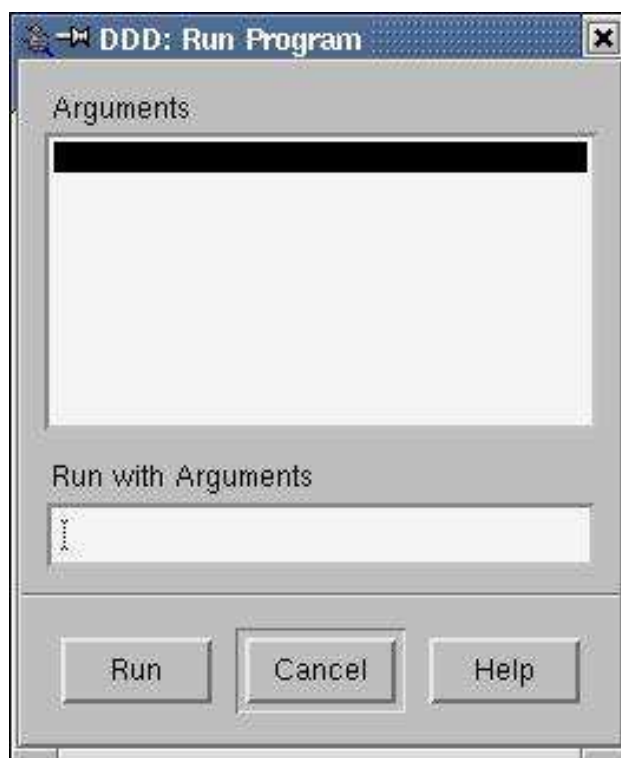 DDD: Run Program
Arguments
Run with Arguments
Run
Cancel
Help